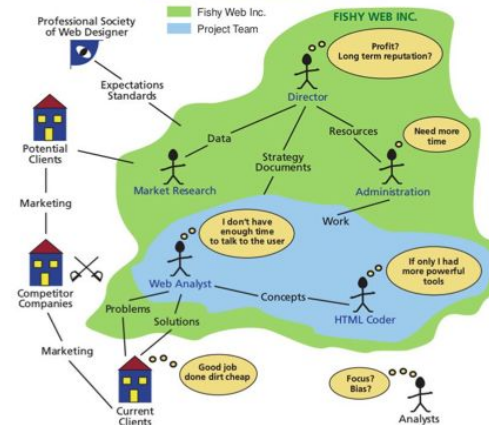 Professional Society
of Web Designer
Fishy Web Inc.
Project Team
FISHY WEB INC.
Profit?
Long term reputation?
Expectations
Standards
Director
Data
Resources
Need more
time
Potential
Clients
Market Research
Strategy
Documents
Administration
Marketing
Work
I don't have
enough time
to talk to the user
If only I had
more powerful
tools
Web Analyst
Competitor
Companies
Concepts
HTML Coder
Problems
Solutions
Marketing
Good job
done dirt cheap
Focus?
Bias?
Current
Clients
Analysts